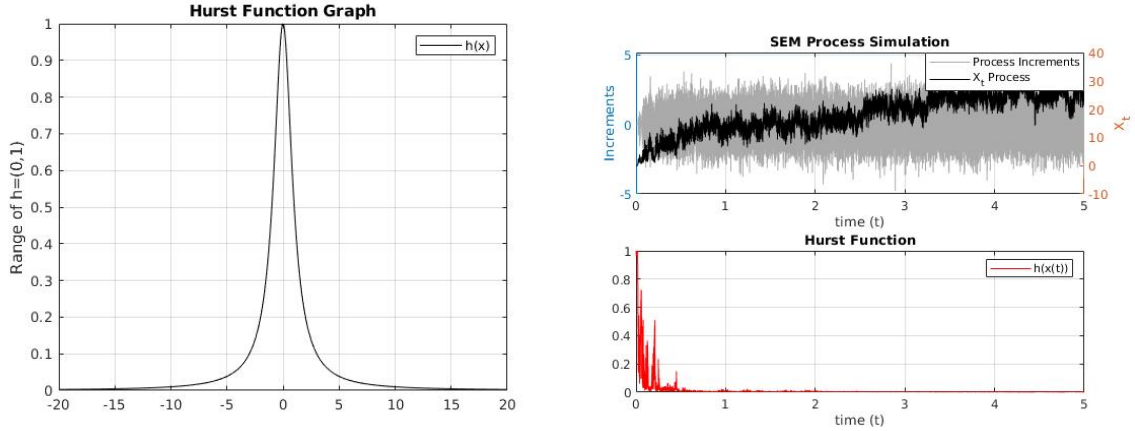 Hurst Function Graph
h(x)
Range of h=(0,1)
1
0.9
0.8
0.7
0.6
0.5
0.4
0.3
0.2
0.1
0
-20 -15 -10 -5 0 5 10 15 20
SEM Process Simulation
Process Increments
X_t Process
Increments
5
0
-5
X_t
40
30
20
10
0
-10
0 1 2 3 4 5
time (t)
Hurst Function
h(x(t))
1
0.8
0.6
0.4
0.2
0
0 1 2 3 4 5
time (t)